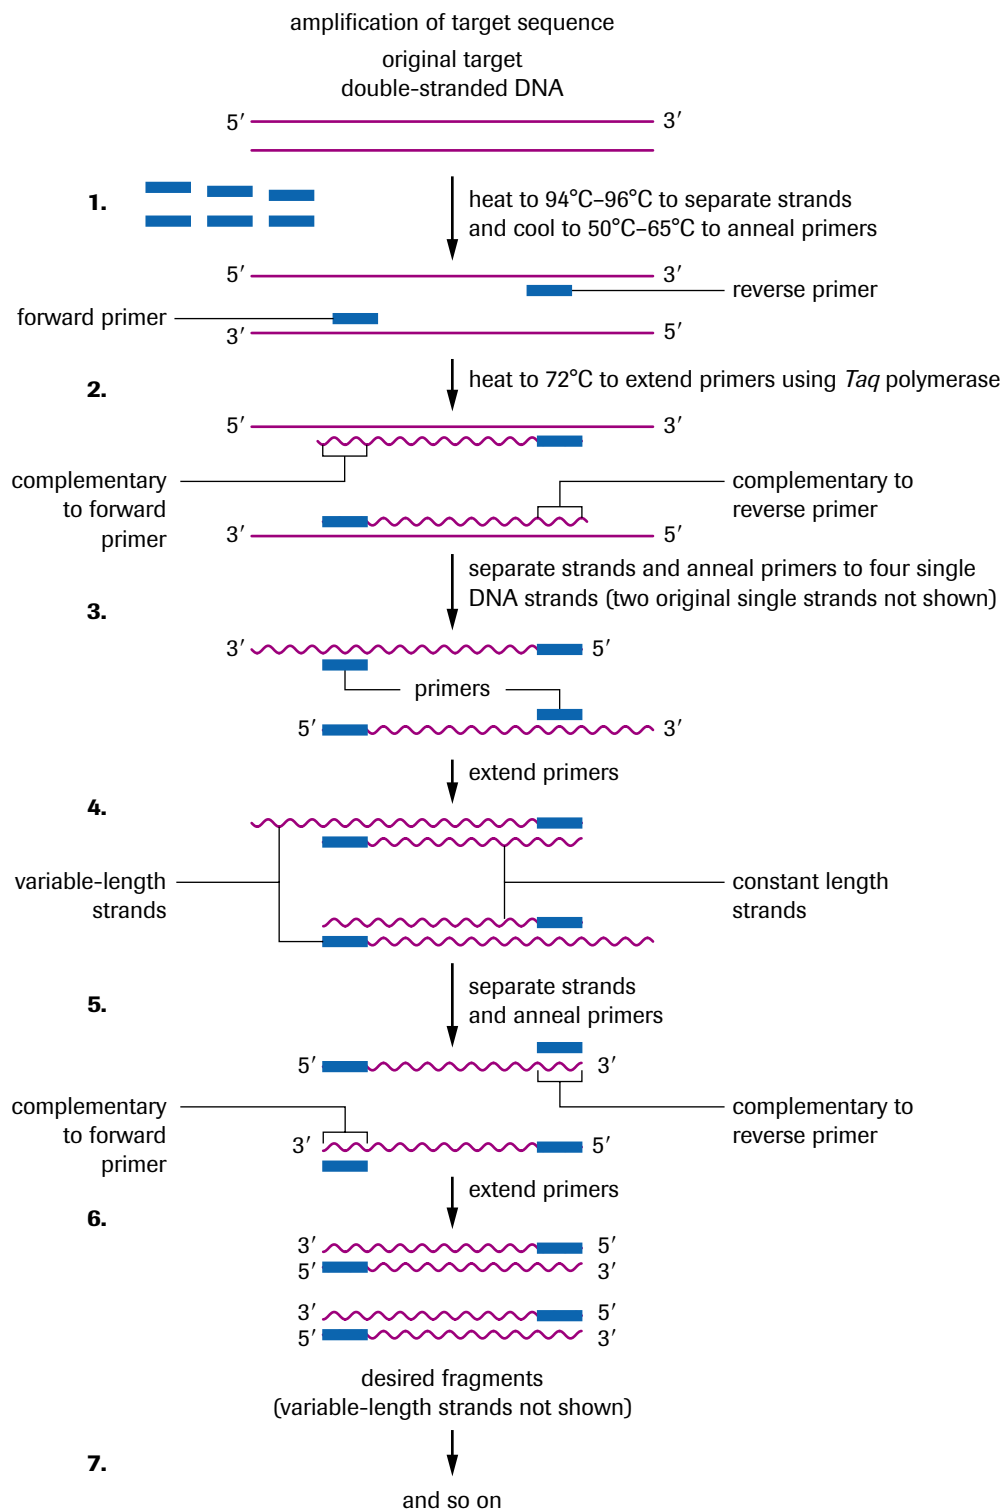 amplification of target sequence
original target
double-stranded DNA
5′ 3′
1.
heat to 94°C–96°C to separate strands
and cool to 50°C–65°C to anneal primers
5′ 3′
reverse primer
forward primer
3′ 5′
2.
heat to 72°C to extend primers using Taq polymerase
5′ 3′
complementary
to forward
primer
complementary to
reverse primer
3′ 5′
3.
separate strands and anneal primers to four single
DNA strands (two original single strands not shown)
3′ 5′
primers
5′ 3′
4.
extend primers
variable-length
strands
constant length
strands
5.
separate strands
and anneal primers
5′ 3′
complementary
to forward
primer
complementary to
reverse primer
3′ 5′
6.
extend primers
3′ 5′
5′ 3′
3′ 5′
5′ 3′
desired fragments
(variable-length strands not shown)
7.
and so on